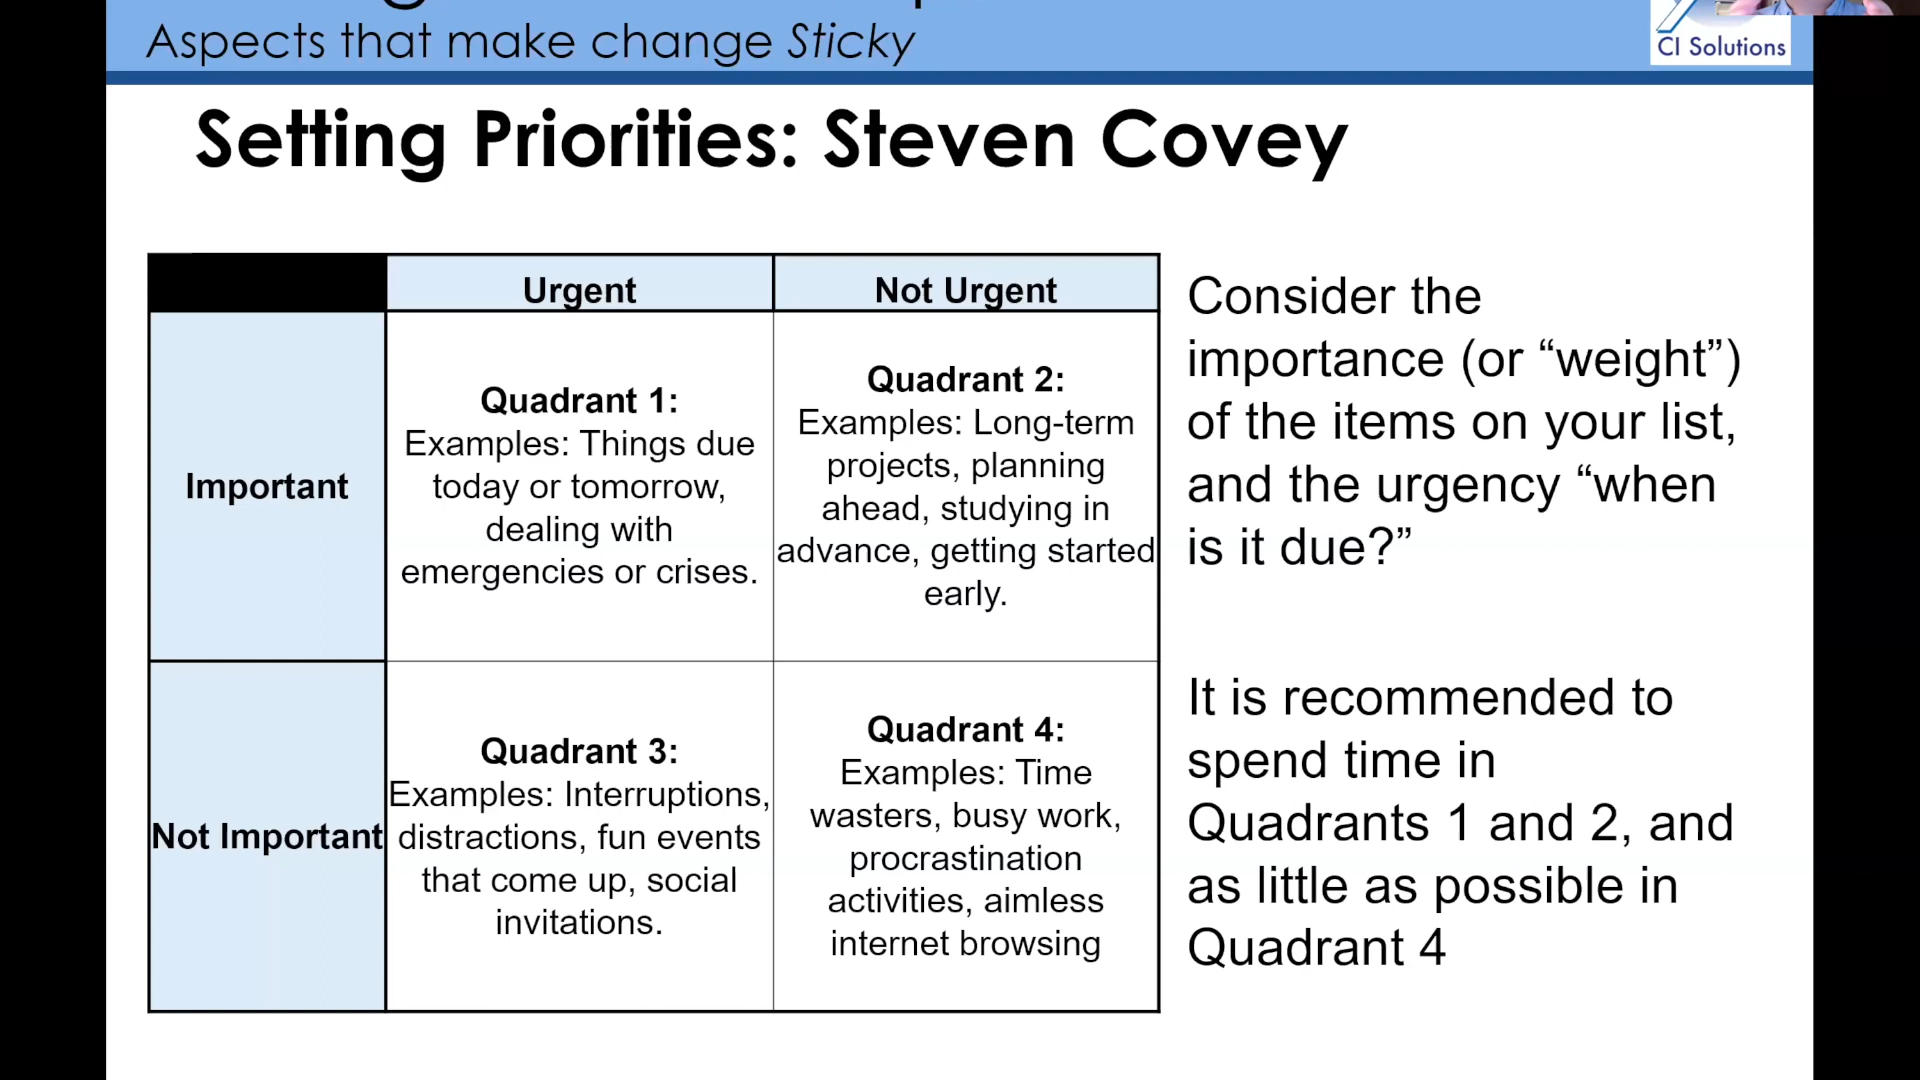 Aspects that make change Sticky
CI Solutions
Setting Priorities: Steven Covey
Urgent
Not Urgent
Important
Quadrant 1:
Examples: Things due
today or tomorrow,
dealing with
emergencies or crises.
Quadrant 2:
Examples: Long-term
projects, planning
ahead, studying in
advance, getting started
early.
Not Important
Quadrant 3:
Examples: Interruptions,
distractions, fun events
that come up, social
invitations.
Quadrant 4:
Examples: Time
wasters, busy work,
procrastination
activities, aimless
internet browsing
Consider the
importance (or “weight”)
of the items on your list,
and the urgency “when
is it due?”
It is recommended to
spend time in
Quadrants 1 and 2, and
as little as possible in
Quadrant 4